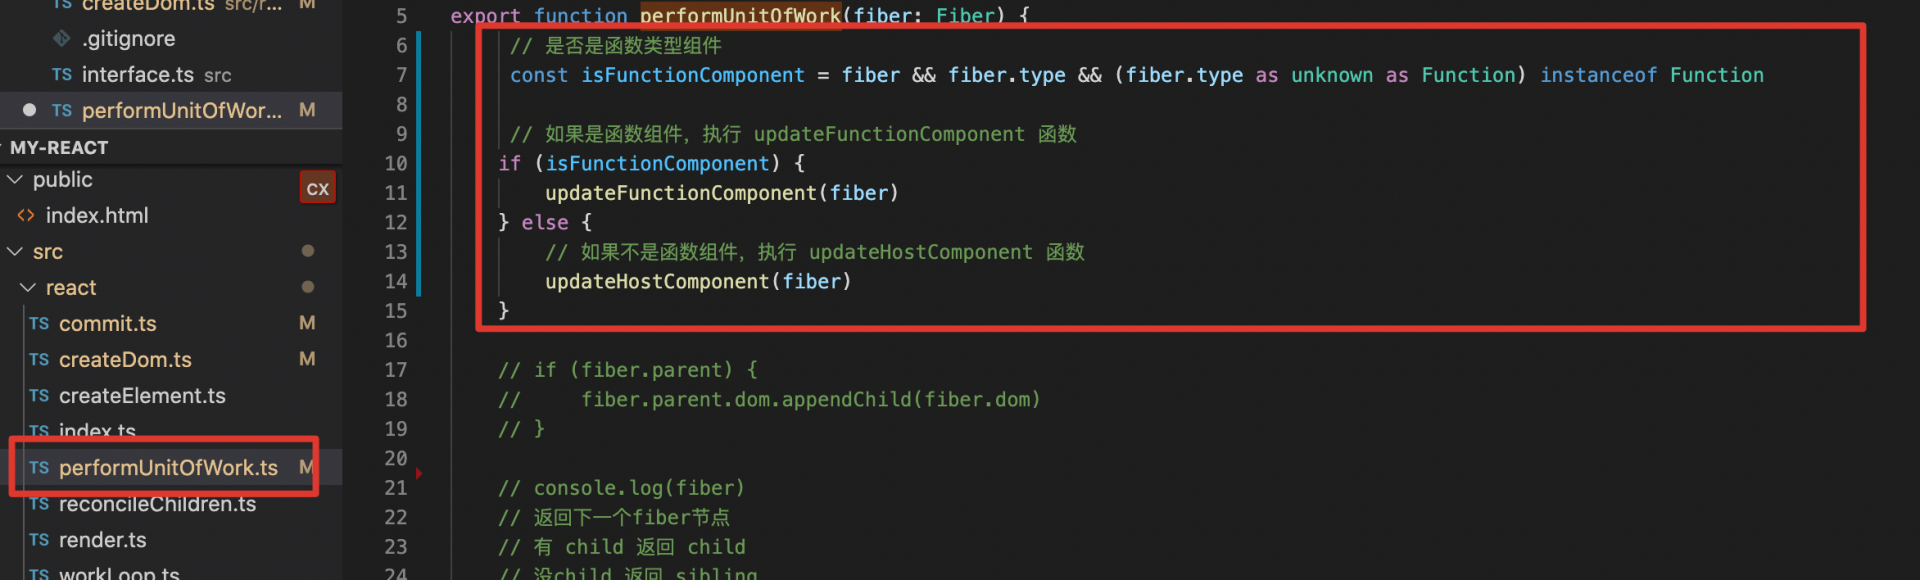 TS createDom.ts src/r... M
.gitignore
TS interface.ts src
TS performUnitOfWor... M
MY-REACT
public
CX
index.html
src
react
TS commit.ts M
TS createDom.ts M
TS createElement.ts
TS index.ts
TS performUnitOfWork.ts M
TS reconcileChildren.ts
TS render.ts
TS workLoop.ts
5 export function performUnitOfWork(fiber: Fiber) {
6 // 是否是函数类型组件
7 const isFunctionComponent = fiber && fiber.type && (fiber.type as unknown as Function) instanceof Function
8
9 // 如果是函数组件，执行 updateFunctionComponent 函数
10 if (isFunctionComponent) {
11 updateFunctionComponent(fiber)
12 } else {
13 // 如果不是函数组件，执行 updateHostComponent 函数
14 updateHostComponent(fiber)
15 }
16
17 // if (fiber.parent) {
18 // fiber.parent.dom.appendChild(fiber.dom)
19 // }
20
21 // console.log(fiber)
22 // 返回下一个fiber节点
23 // 有 child 返回 child
24 // 没child 返回 sibling